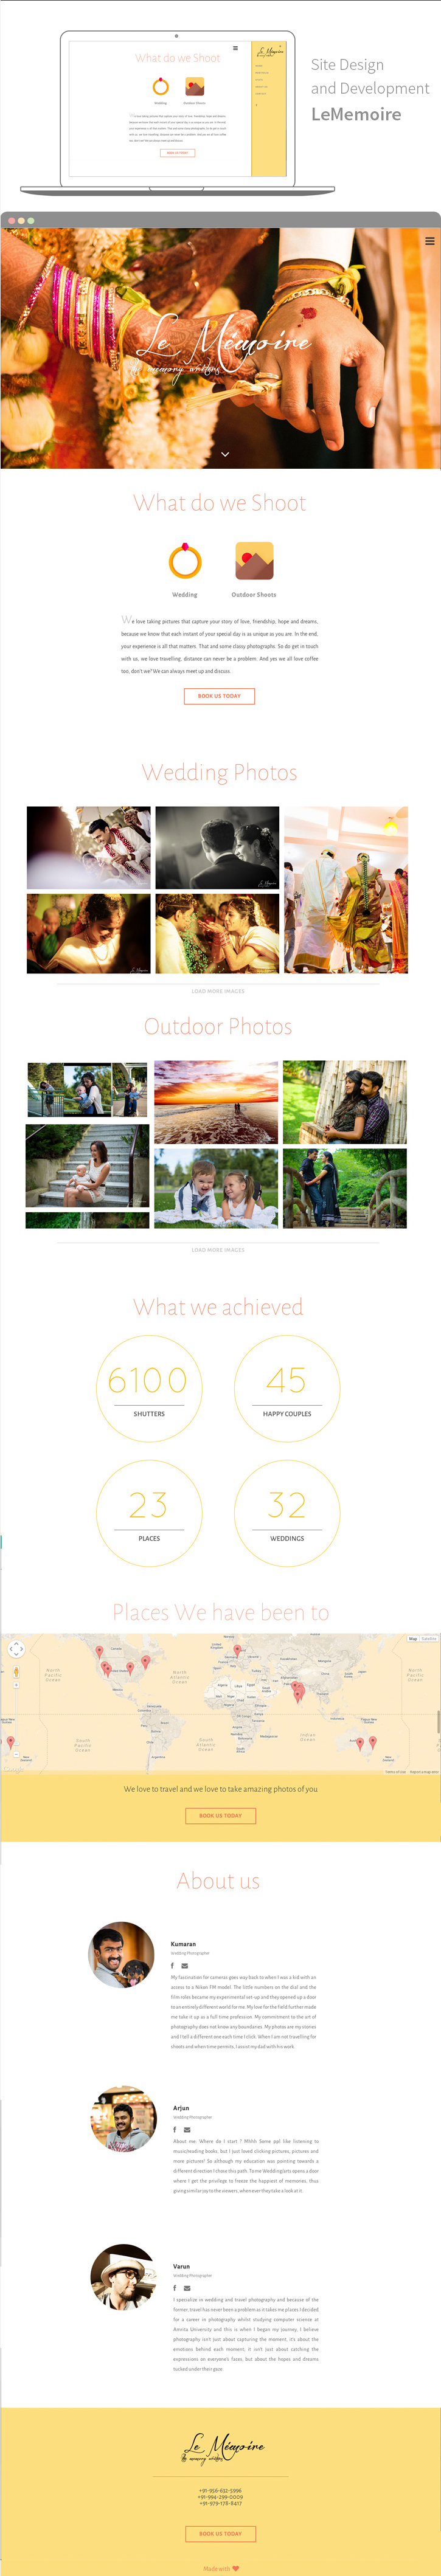 What do we Shoot
Wedding
Outdoor Shoots
BOOK US TODAY
Site Design
and Development
LeMemoire
Le Mémoire
the memory writers
What do we Shoot
Wedding
Outdoor Shoots
We love taking pictures that capture your story of love, friendship, hope and dreams,
because we know that each instant of your special day is as unique as you are. In the end,
your experience is all that matters. That and some classy photographs. So do get in touch
with us, we love travelling, distance can never be a problem. And yes we all love coffee
too, don't we? We can always meet up and discuss.
BOOK US TODAY
Wedding Photos
LOAD MORE IMAGES
Outdoor Photos
LOAD MORE IMAGES
What we achieved
6100
SHUTTERS
45
HAPPY COUPLES
23
PLACES
32
WEDDINGS
Places We have been to
Map Satellite
North Pacific Ocean
North Atlantic Ocean
South Pacific Ocean
South Atlantic Ocean
Indian Ocean
Google
Terms of Use Report a map error
We love to travel and we love to take amazing photos of you
BOOK US TODAY
About us
Kumaran
Wedding Photographer
My fascination for cameras goes way back to when I was a kid with an
access to a Nikon FM model. The little numbers on the dial and the
film roles became my experimental set-up and they opened up a door
to an entirely different world for me. My love for the field further made
me take it up as a full time profession. My commitment to the art of
photography does not know any boundaries. My photos are my stories
and I tell a different one each time I click. When I am not travelling for
shoots and when time permits, I assist my dad with his work.
Arjun
Wedding Photographer
About me: Where do I start ? Mhhh Some ppl like listening to
music/reading books, but I just loved clicking pictures, pictures and
more pictures! So although my education was pointing towards a
different direction I chose this path. To me Wedding/arts opens a door
where I get the privilege to freeze the happiest of memories, thus
giving similar joy to the viewers, when ever they take a look at it.
Varun
Wedding Photographer
I specialize in wedding and travel photography and because of the
former, travel has never been a problem as it takes me places.I decided
for a career in photography whilst studying computer science at
Amrita University and this is when I began my journey, I believe
photography isn't just about capturing the moment, it's about the
emotions behind each moment; it isn't just about catching the
expressions on everyone's faces, but about the hopes and dreams
tucked under their gaze.
Le Mémoire
the memory writers
+91-956-632-5996
+91-994-299-0009
+91-979-178-8417
BOOK US TODAY
Made with